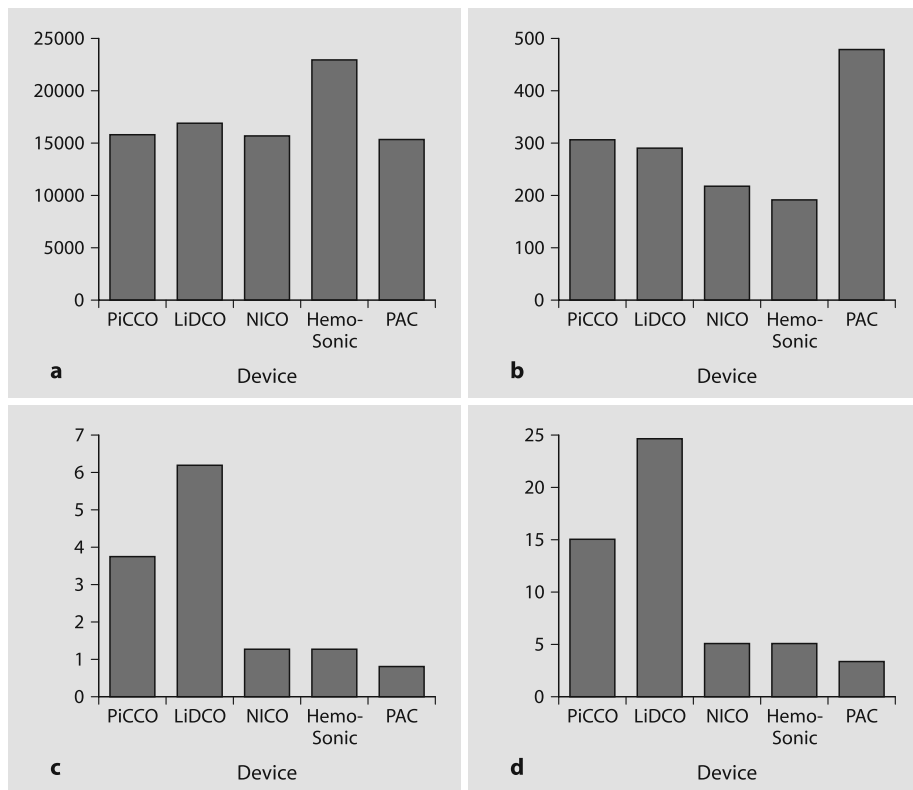 25000
20000
15000
10000
5000
0
PiCCO LiDCO NICO Hemo- PAC
Sonic
a Device
500
400
300
200
100
0
PiCCO LiDCO NICO Hemo- PAC
Sonic
b Device
7
6
5
4
3
2
1
0
PiCCO LiDCO NICO Hemo- PAC
Sonic
c Device
25
20
15
10
5
0
PiCCO LiDCO NICO Hemo- PAC
Sonic
d Device